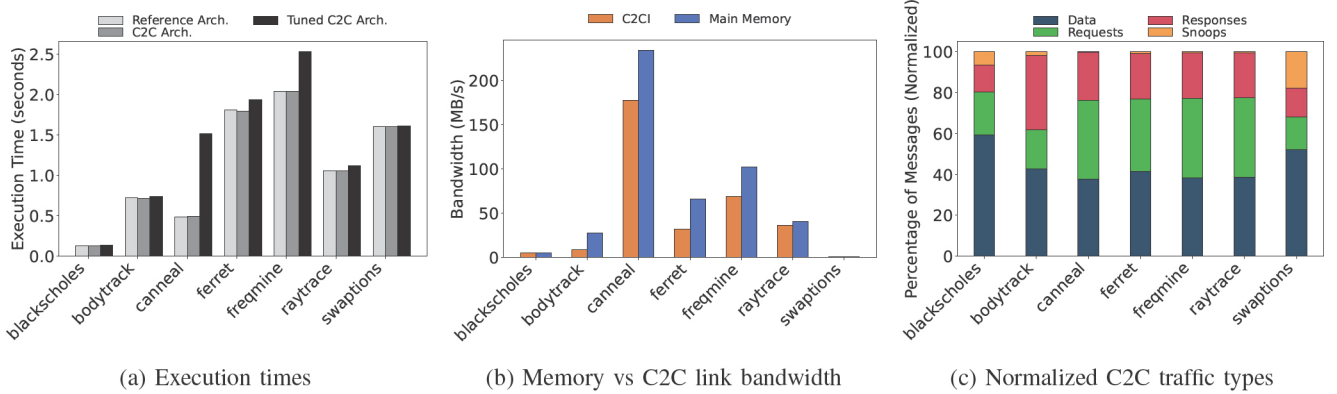 Reference Arch.
C2C Arch.
Tuned C2C Arch.
Execution Time (seconds)
2.5
2.0
1.5
1.0
0.5
0.0
blackscholes
bodytrack
canneal
ferret
freqmine
raytrace
swaptions
(a) Execution times
C2CI
Main Memory
Bandwidth (MB/s)
200
150
100
50
0
blackscholes
bodytrack
canneal
ferret
freqmine
raytrace
swaptions
(b) Memory vs C2C link bandwidth
Data
Requests
Responses
Snoops
Percentage of Messages (Normalized)
100
80
60
40
20
0
blackscholes
bodytrack
canneal
ferret
freqmine
raytrace
swaptions
(c) Normalized C2C traffic types